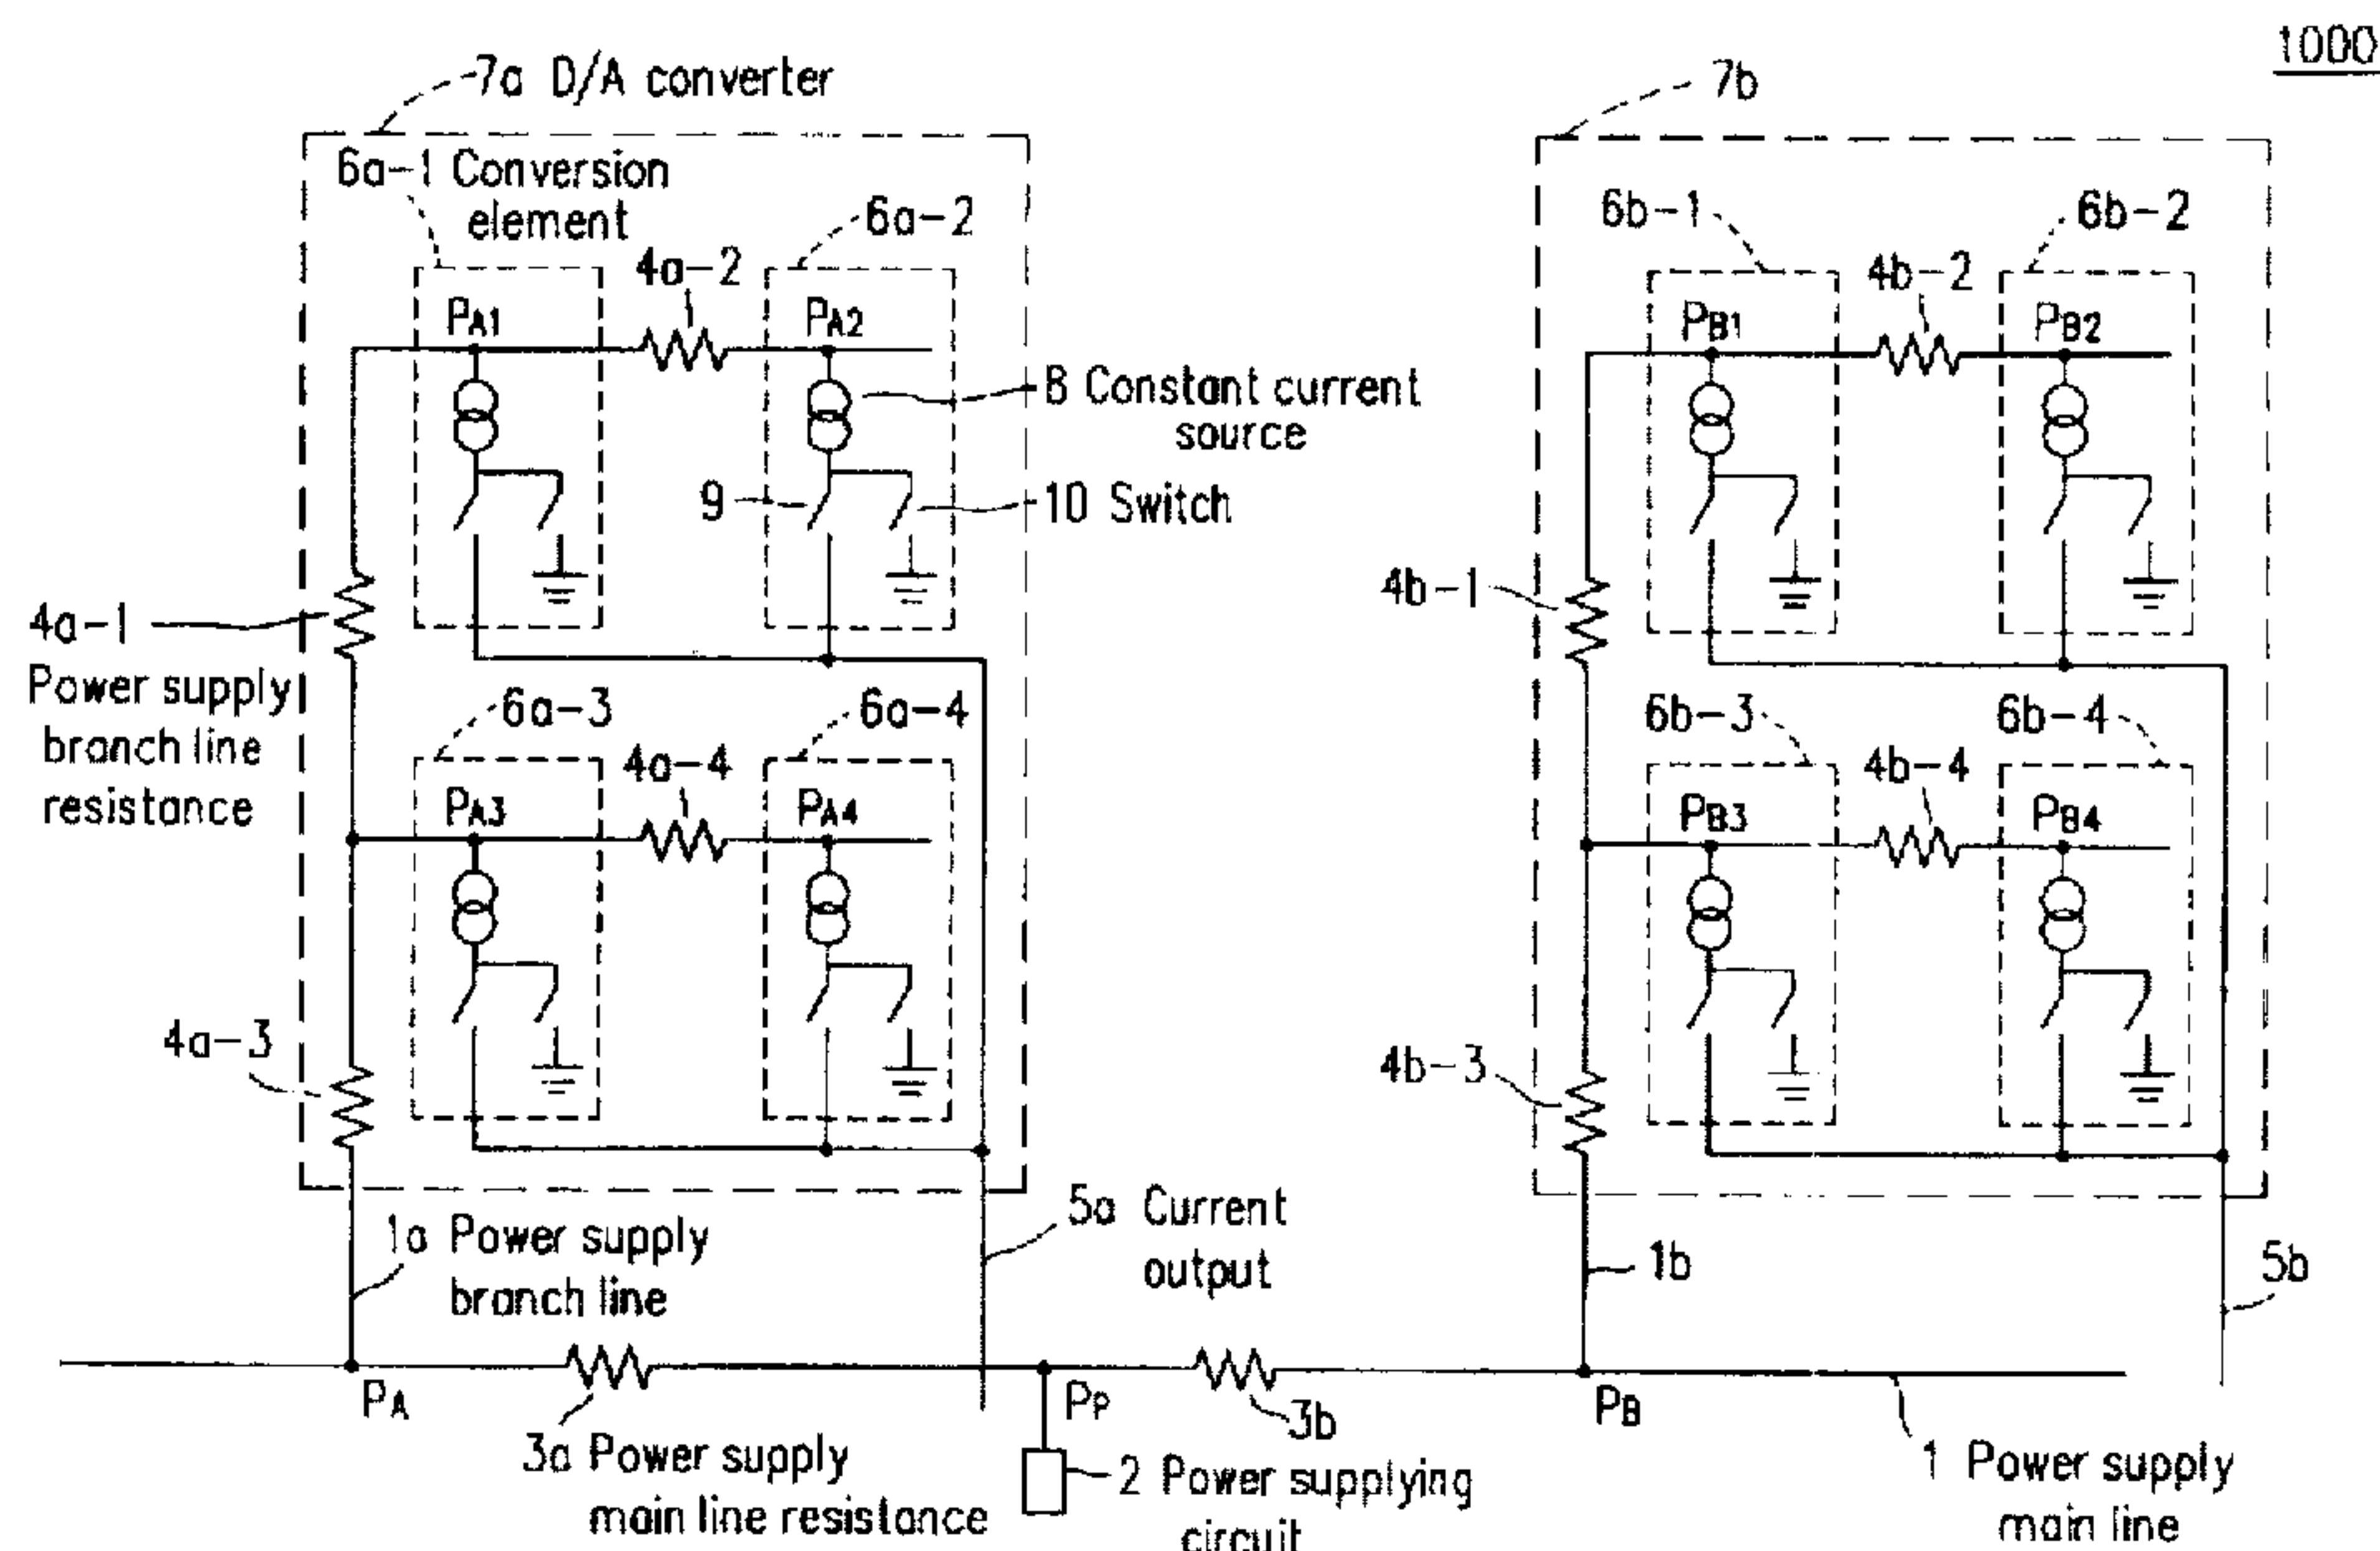 1000
7a D/A converter
7b
6a-1 Conversion
element
6a-2
4a-2
PA1
PA2
8 Constant current
source
9
10 Switch
4a-1
Power supply
branch line
resistance
6a-3
6a-4
4a-4
PA3
PA4
4a-3
1a Power supply
branch line
5a Current
output
6b-1
6b-2
4b-2
PB1
PB2
4b-1
6b-3
6b-4
4b-4
PB3
PB4
4b-3
1b
5b
PA
PP
PB
3a Power supply
main line resistance
3b
2 Power supplying
circuit
1 Power supply
main line